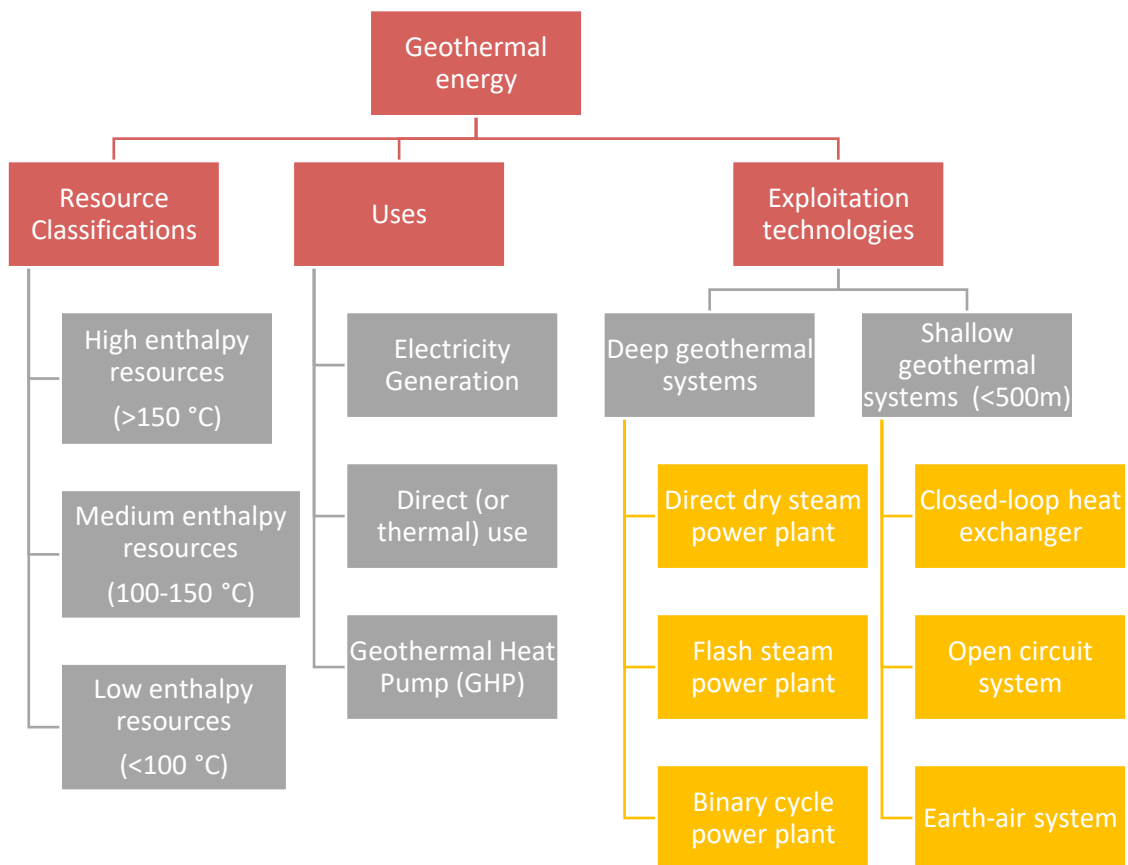 Geothermal
energy
Resource
Classifications
Uses
Exploitation
technologies
High enthalpy
resources
(>150 °C)
Medium enthalpy
resources
(100-150 °C)
Low enthalpy
resources
(<100 °C)
Electricity
Generation
Direct (or
thermal) use
Geothermal Heat
Pump (GHP)
Deep geothermal
systems
Direct dry steam
power plant
Flash steam
power plant
Binary cycle
power plant
Shallow
geothermal
systems (<500m)
Closed-loop heat
exchanger
Open circuit
system
Earth-air system